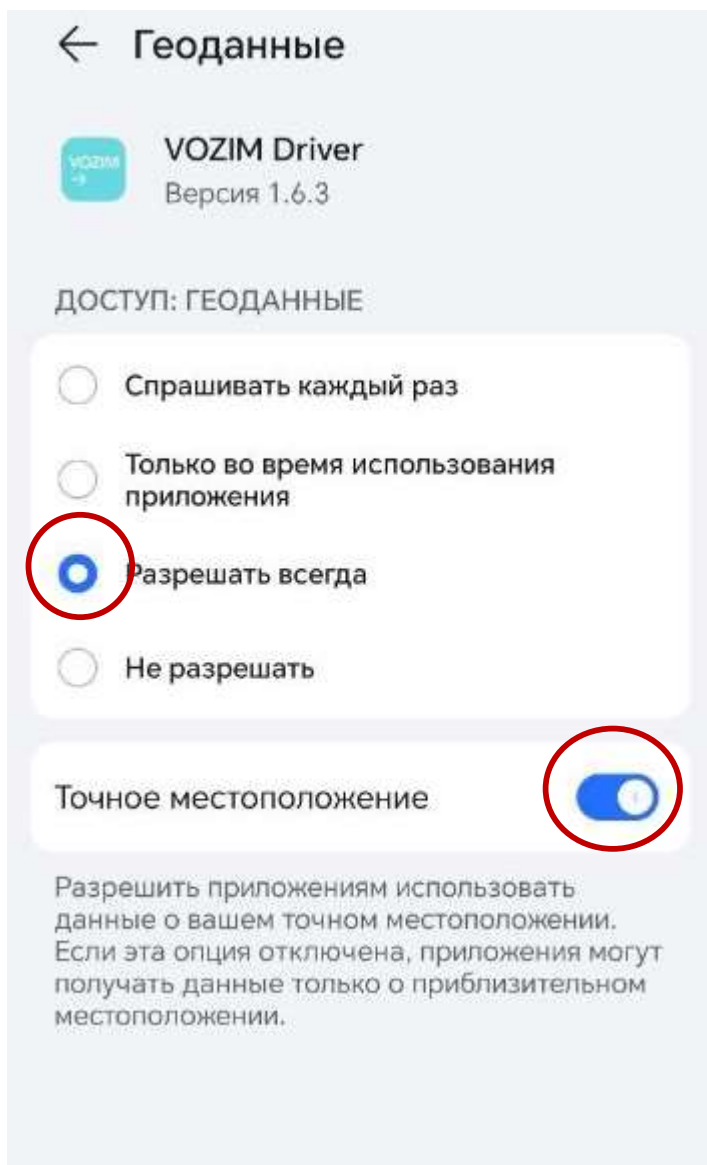 Геоданные
VOZIM
VOZIM Driver
Версия 1.6.3
ДОСТУП: ГЕОДАННЫЕ
Спрашивать каждый раз
Только во время использования
приложения
Разрешать всегда
Не разрешать
Точное местоположение
Разрешить приложениям использовать
данные о вашем точном местоположении.
Если эта опция отключена, приложения могут
получать данные только о приблизительном
местоположении.